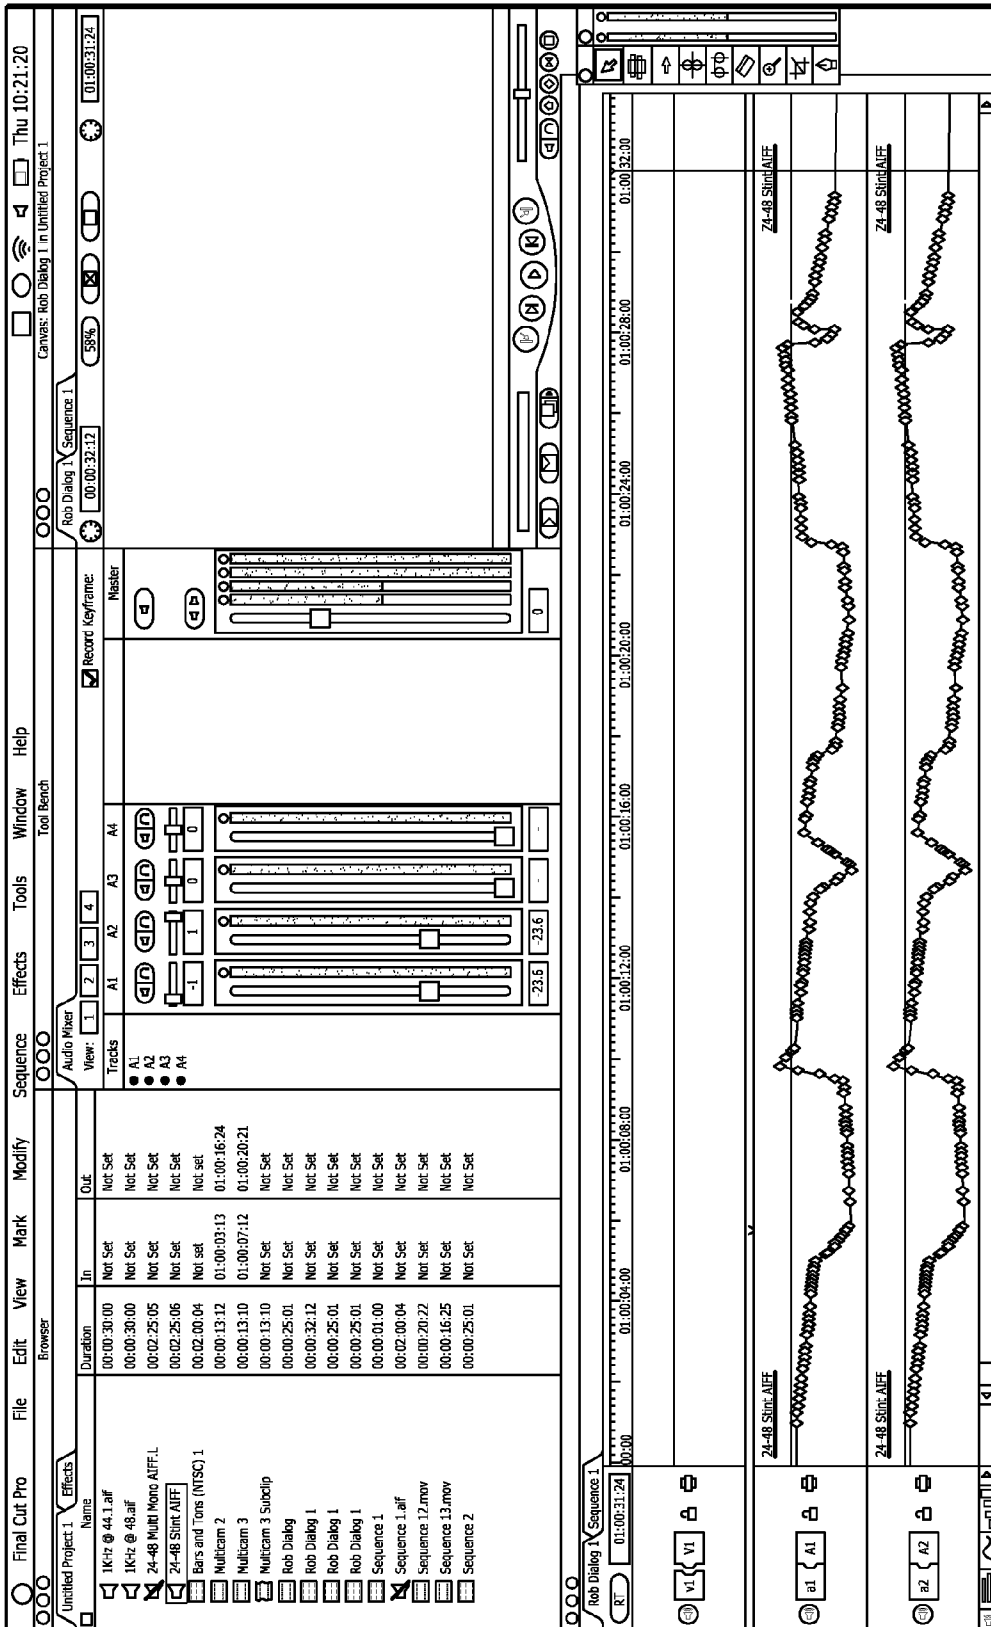 Final Cut Pro File Edit View Mark Modify Sequence Effects Tools Window Help Thu 10:21:20
Browser
Untitled Project 1 Effects
Name Duration In Out
1KHz @ 44.1.aif 00:00:30:00 Not Set Not Set
1KHz @ 48.aif 00:00:30:00 Not Set Not Set
24-48 Multi Mono AIFF.L 00:02:25:05 Not Set Not Set
24-48 Stint AIFF 00:02:25:06 Not Set Not Set
Bars and Tons (NTSC) 1 00:02:00:04 Not set Not set
Multicam 2 00:00:13:12 01:00:03:13 01:00:16:24
Multicam 3 00:00:13:10 01:00:07:12 01:00:20:21
Multicam 3 Subclip 00:00:13:10 Not Set Not Set
Rob Dialog 00:00:25:01 Not Set Not Set
Rob Dialog 1 00:00:32:12 Not Set Not Set
Rob Dialog 1 00:00:25:01 Not Set Not Set
Rob Dialog 1 00:00:25:01 Not Set Not Set
Sequence 1 00:00:01:00 Not Set Not Set
Sequence 1.aif 00:02:00:04 Not Set Not Set
Sequence 12.mov 00:00:20:22 Not Set Not Set
Sequence 13.mov 00:00:16:25 Not Set Not Set
Sequence 2 00:00:25:01 Not Set Not Set
Tool Bench
Audio Mixer
View: 1 2 3 4 Record Keyframe:
Tracks A1 A2 A3 A4 Master
A1
A2
A3
A4
-1 1 0 0
-23.6 -23.6 - - 0
Canvas: Rob Dialog 1 in Untitled Project 1
Rob Dialog 1 Sequence 1
00:00:32:12 58% 01:00:31:24
Rob Dialog 1 Sequence 1
RT 01:00:31:24 00:00 01:00:04:00 01:00:08:00 01:00:12:00 01:00:16:00 01:00:20:00 01:00:24:00 01:00:28:00 01:00:32:00
v1 V1
24-48 Stint AIFF Z4-48 Stint AIFF
a1 A1
24-48 Stint AIFF Z4-48 Stint AIFF
a2 A2